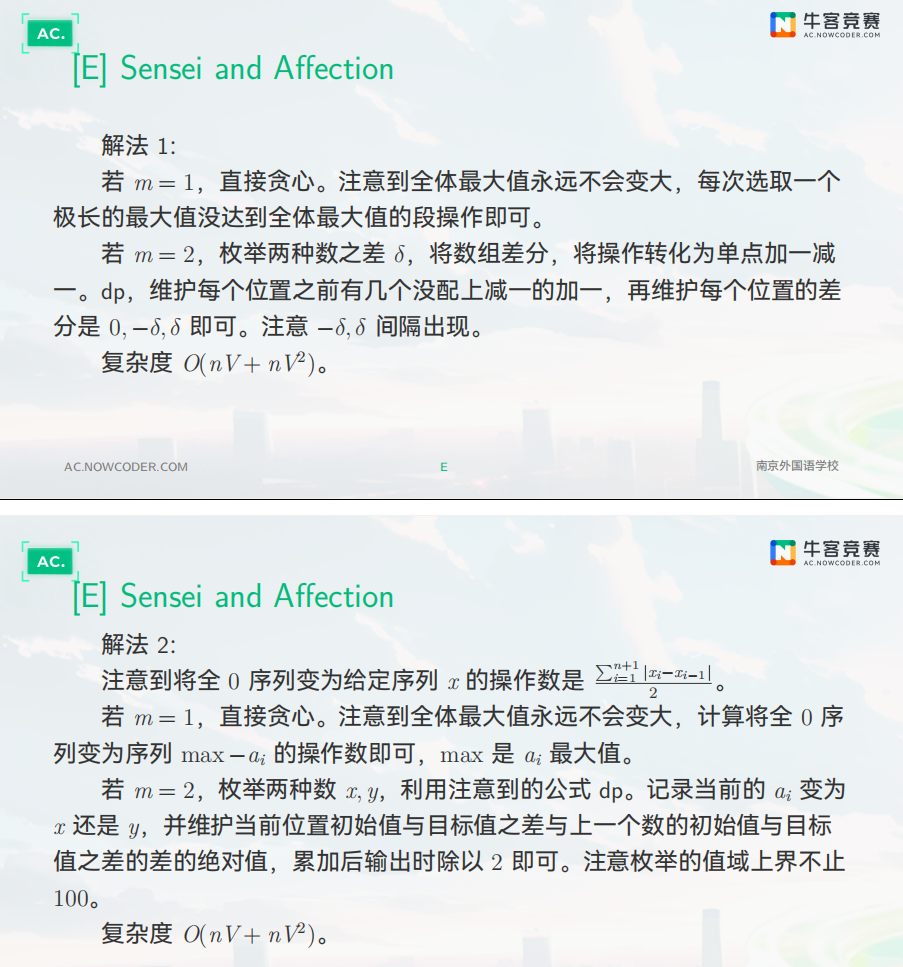 AC.
牛客竞赛
AC.NOWCODER.COM
[E] Sensei and Affection
解法 1:
若 m = 1，直接贪心。注意到全体最大值永远不会变大，每次选取一个
极长的最大值没达到全体最大值的段操作即可。
若 m = 2，枚举两种数之差 δ，将数组差分，将操作转化为单点加一减
一。dp，维护每个位置之前有几个没配上减一的加一，再维护每个位置的差
分是 0, −δ, δ 即可。注意 −δ, δ 间隔出现。
复杂度 O(nV + nV²)。
AC.NOWCODER.COM
E
南京外国语学校
AC.
牛客竞赛
AC.NOWCODER.COM
[E] Sensei and Affection
解法 2:
注意到将全 0 序列变为给定序列 x 的操作数是 \frac{\sum_{i=1}^{n+1} |x_i − x_{i−1}|}{2}。
若 m = 1，直接贪心。注意到全体最大值永远不会变大，计算将全 0 序
列变为序列 max − a_i 的操作数即可，max 是 a_i 最大值。
若 m = 2，枚举两种数 x, y，利用注意到的公式 dp。记录当前的 a_i 变为
x 还是 y，并维护当前位置初始值与目标值之差与上一个数的初始值与目标
值之差的差的绝对值，累加后输出时除以 2 即可。注意枚举的值域上界不止
100。
复杂度 O(nV + nV²)。